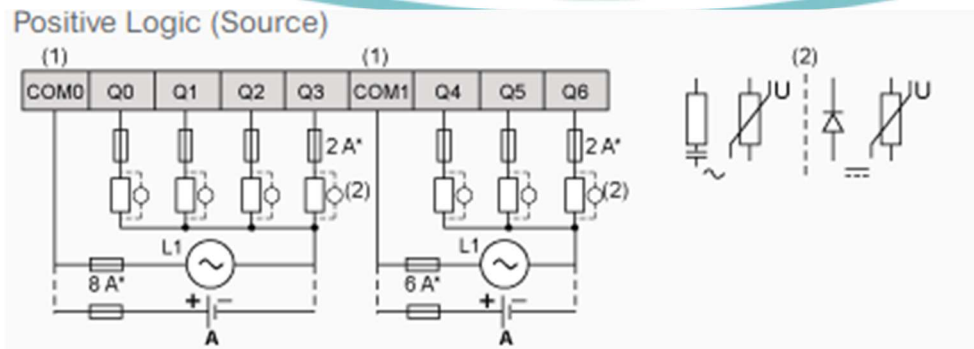 Positive Logic (Source)
(1) (1) (2)
COM0 Q0 Q1 Q2 Q3 COM1 Q4 Q5 Q6
U U
2 A* 2 A*
(2) (2)
L1 L1
8 A* 6 A*
+ − + −
A A